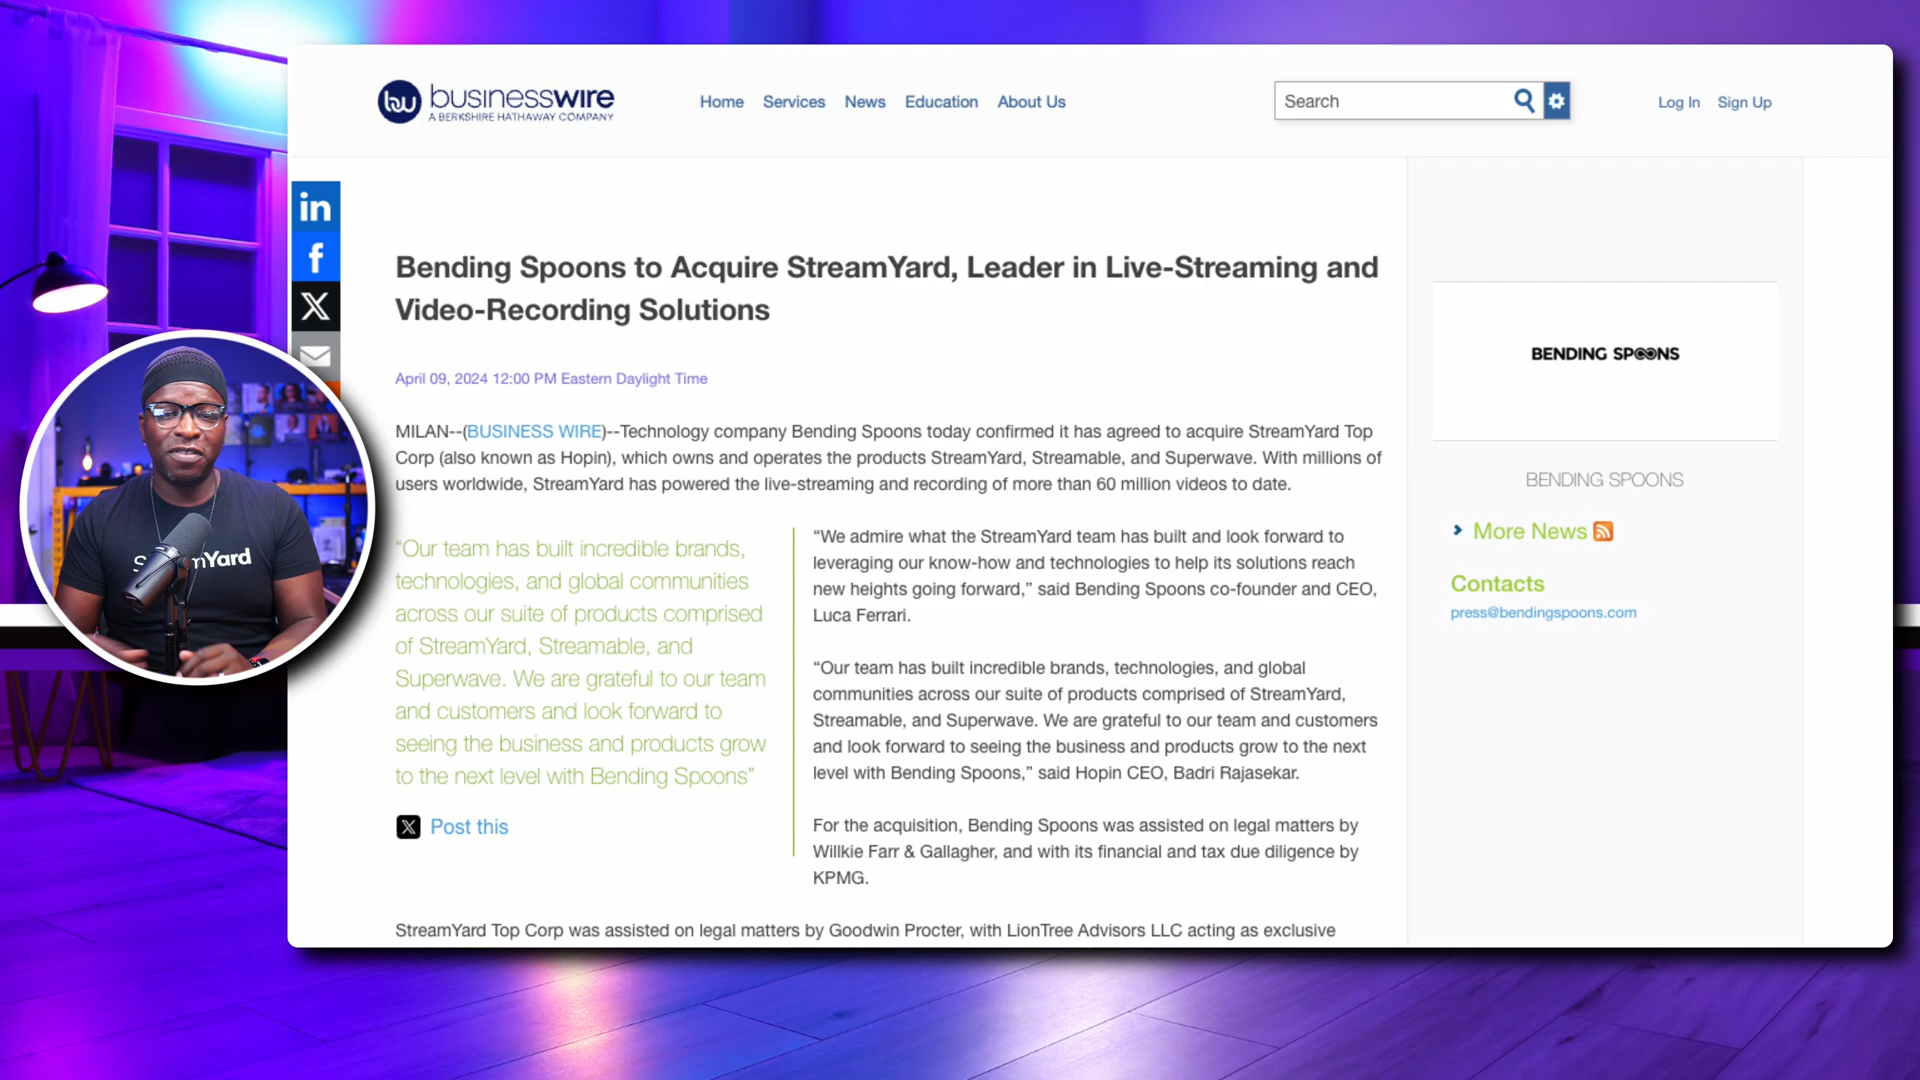 businesswire
A BERKSHIRE HATHAWAY COMPANY
Home Services News Education About Us
Search
Log In Sign Up
in
f
X
Bending Spoons to Acquire StreamYard, Leader in Live-Streaming and
Video-Recording Solutions
April 09, 2024 12:00 PM Eastern Daylight Time
MILAN--(BUSINESS WIRE)--Technology company Bending Spoons today confirmed it has agreed to acquire StreamYard Top
Corp (also known as Hopin), which owns and operates the products StreamYard, Streamable, and Superwave. With millions of
users worldwide, StreamYard has powered the live-streaming and recording of more than 60 million videos to date.
“Our team has built incredible brands,
technologies, and global communities
across our suite of products comprised
of StreamYard, Streamable, and
Superwave. We are grateful to our team
and customers and look forward to
seeing the business and products grow
to the next level with Bending Spoons”
X Post this
“We admire what the StreamYard team has built and look forward to
leveraging our know-how and technologies to help its solutions reach
new heights going forward,” said Bending Spoons co-founder and CEO,
Luca Ferrari.
“Our team has built incredible brands, technologies, and global
communities across our suite of products comprised of StreamYard,
Streamable, and Superwave. We are grateful to our team and customers
and look forward to seeing the business and products grow to the next
level with Bending Spoons,” said Hopin CEO, Badri Rajasekar.
For the acquisition, Bending Spoons was assisted on legal matters by
Willkie Farr & Gallagher, and with its financial and tax due diligence by
KPMG.
StreamYard Top Corp was assisted on legal matters by Goodwin Procter, with LionTree Advisors LLC acting as exclusive
BENDING SPOONS
BENDING SPOONS
More News
Contacts
press@bendingspoons.com